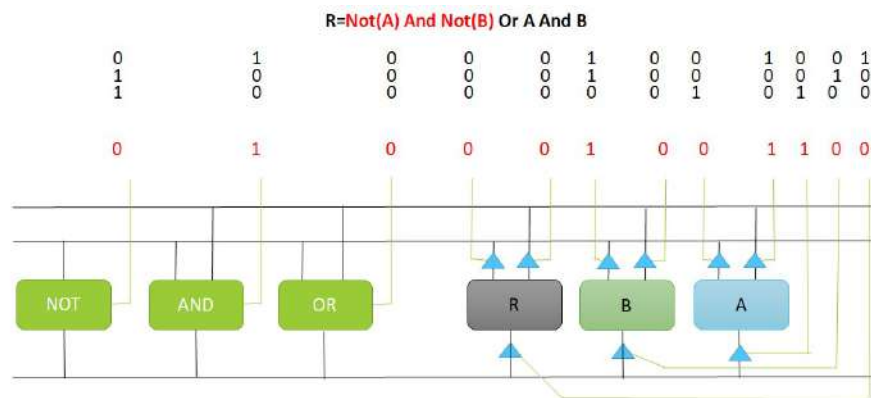 R=Not(A) And Not(B) Or A And B
0 1 0 0 0 1 0 0 1 0 0 1
1 0 0 0 0 1 0 0 0 0 1 0
1 0 0 0 0 0 0 1 0 1 0 0
0 1 0 0 0 1 0 0 1 1 0 0
NOT AND OR R B A